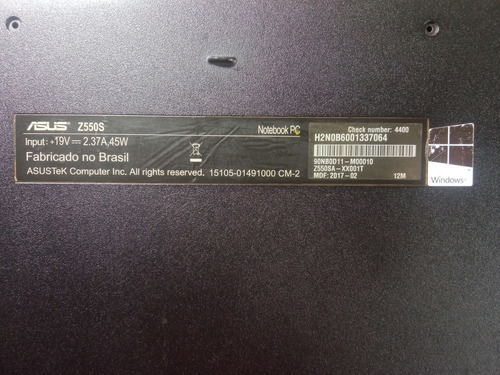 ASUS Z550S Notebook PC
Input: +19V⎓2.37A,45W
Fabricado no Brasil
ASUSTeK Computer Inc. All rights reserved. 15105-01491000 CM-2
Check number: 4400
H2N0B6001337064
90NB0D11-M00010
Z550SA-XX001T
MDF: 2017-02 12M
Windows